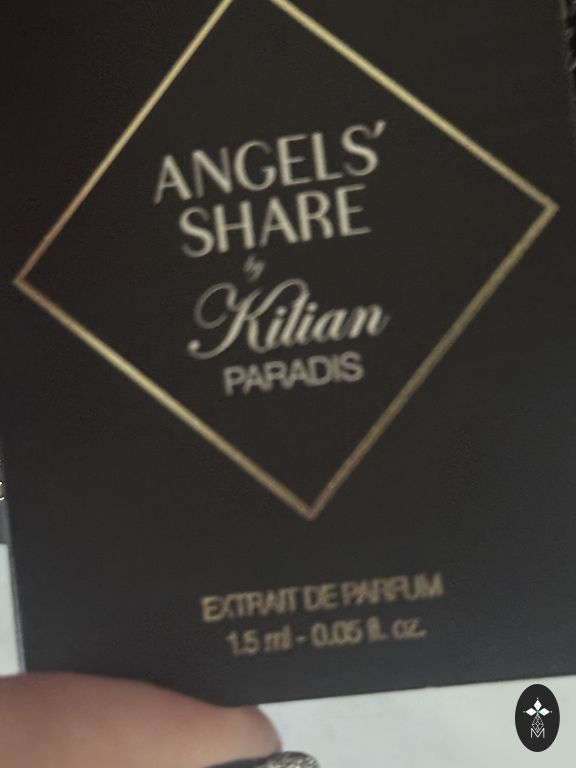 ANGELS'
SHARE
by
Kilian
PARADIS
EXTRAIT DE PARFUM
1.5 ml - 0.05 fl. oz.
M